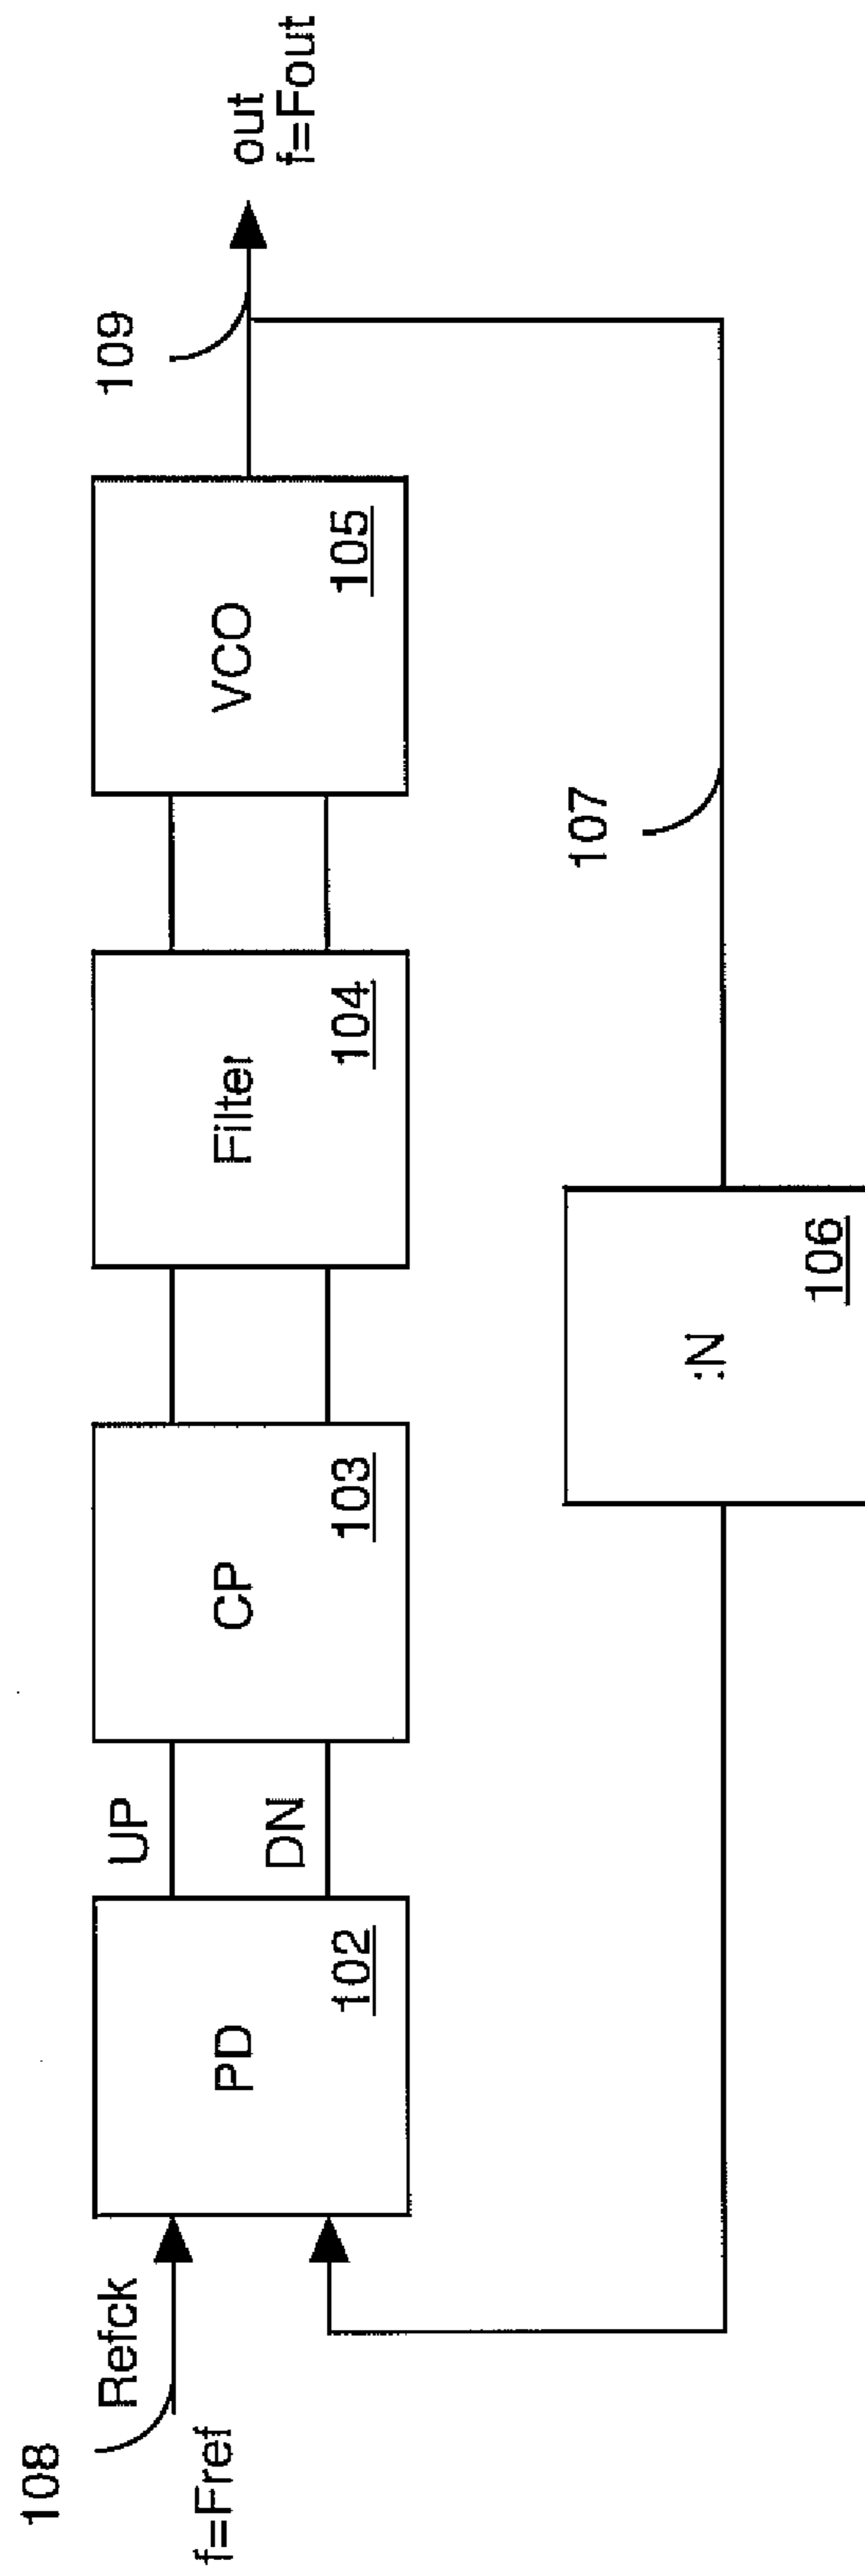 108
Refck
f=Fref
PD
102
UP
DN
CP
103
Filter
104
VCO
105
109
out
f=Fout
107
:N
106